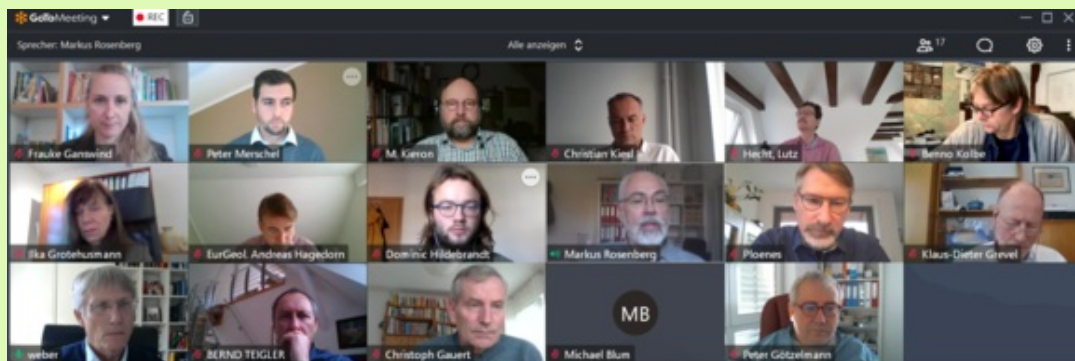 GoToMeeting
REC
Sprecher: Markus Rosenberg
Alle anzeigen
17
Frauke Ganswind
Peter Merschel
M. Kieron
Christian Kiesl
Hecht, Lutz
Benno Kolbe
Ilka Grotehusmann
EurGeol. Andreas Hagedorn
Dominic Hildebrandt
Markus Rosenberg
Ploenes
Klaus-Dieter Grevel
weber
BERND TEIGLER
Christoph Gauert
MB
Michael Blum
Peter Götzelmann